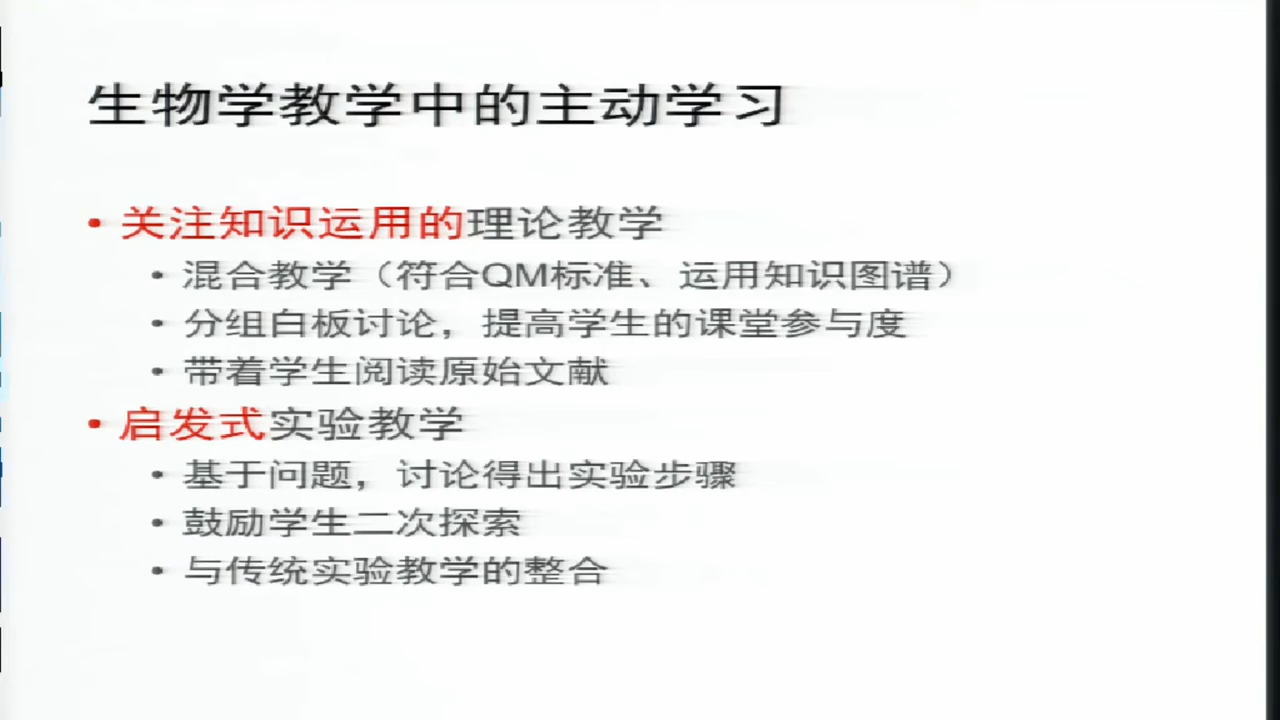 生物学教学中的主动学习
• 关注知识运用的理论教学
• 混合教学（符合QM标准、运用知识图谱）
• 分组白板讨论，提高学生的课堂参与度
• 带着学生阅读原始文献
• 启发式实验教学
• 基于问题，讨论得出实验步骤
• 鼓励学生二次探索
• 与传统实验教学的整合